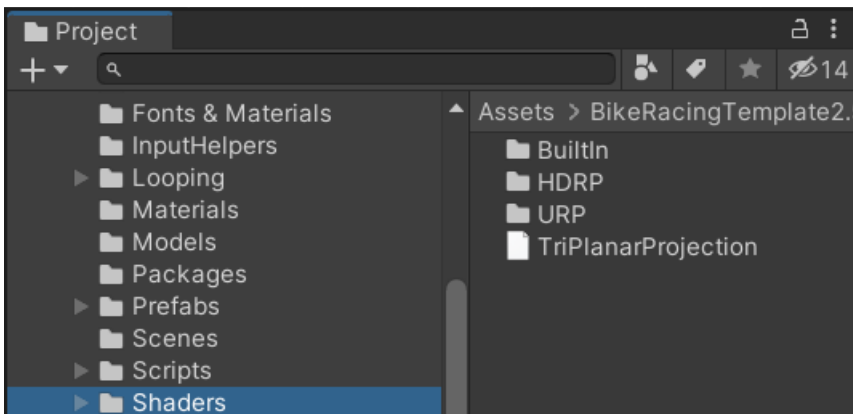 Project
14
Fonts & Materials
InputHelpers
Looping
Materials
Models
Packages
Prefabs
Scenes
Scripts
Shaders
Assets > BikeRacingTemplate2.
BuiltIn
HDRP
URP
TriPlanarProjection